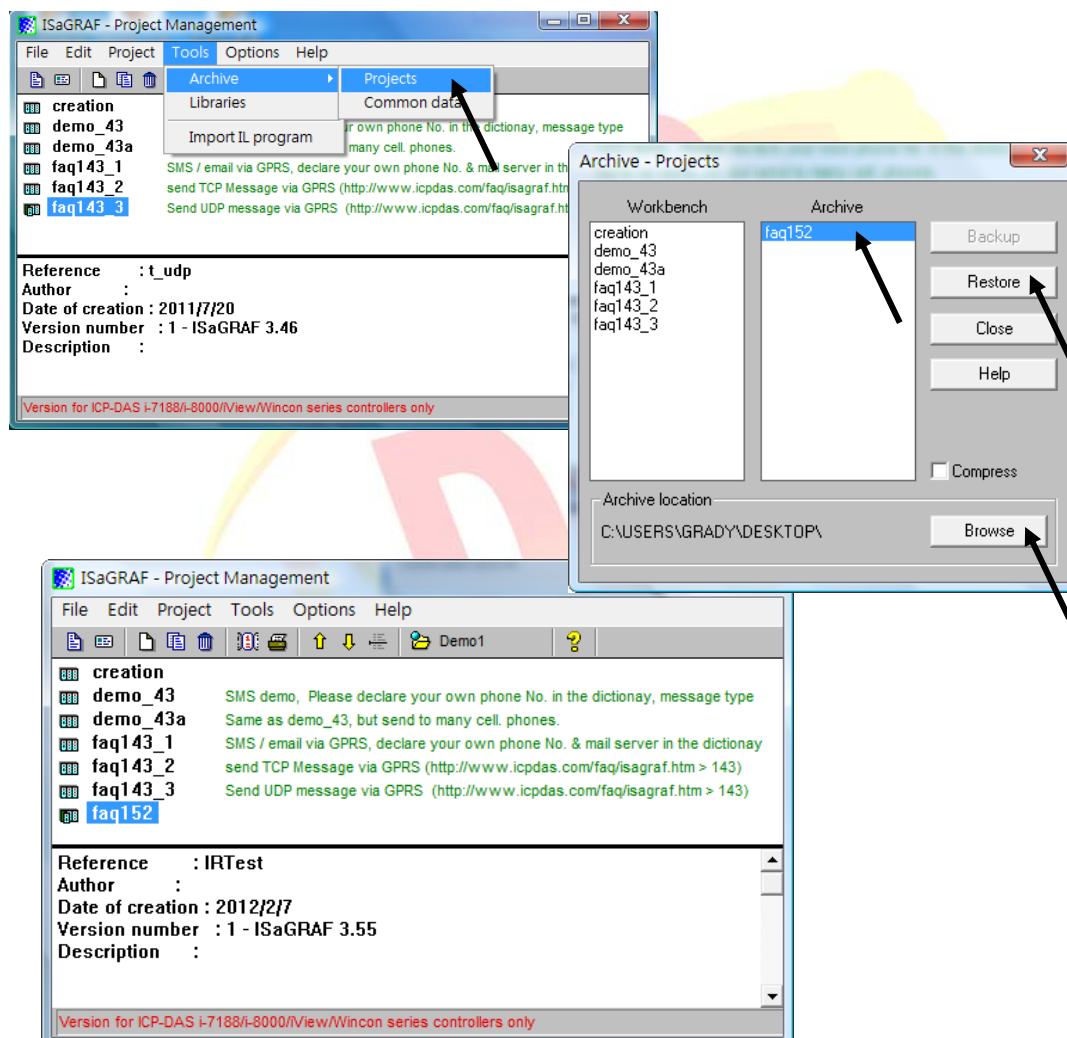 ISaGRAF - Project Management
File Edit Project Tools Options Help
Archive
Libraries
Import IL program
Projects
Common data
creation
demo_43 ur own phone No. in the dictionay, message type
demo_43a many cell. phones.
faq143_1 SMS / email via GPRS, declare your own phone No. & mail server in th
faq143_2 send TCP Message via GPRS (http://www.icpdas.com/faq/isagraf.htn
faq143_3 Send UDP message via GPRS (http://www.icpdas.com/faq/isagraf.ht
Reference : t_udp
Author :
Date of creation : 2011/7/20
Version number : 1 - ISaGRAF 3.46
Description :
Version for ICP-DAS i-7188/i-8000/iView/Wincon series controllers only
Archive - Projects
Workbench
creation
demo_43
demo_43a
faq143_1
faq143_2
faq143_3
Archive
faq152
Backup
Restore
Close
Help
Compress
Archive location
C:\USERS\GRADY\DESKTOP\
Browse
ISaGRAF - Project Management
File Edit Project Tools Options Help
Demo1
creation
demo_43 SMS demo, Please declare your own phone No. in the dictionay, message type
demo_43a Same as demo_43, but send to many cell. phones.
faq143_1 SMS / email via GPRS, declare your own phone No. & mail server in the dictionay
faq143_2 send TCP Message via GPRS (http://www.icpdas.com/faq/isagraf.htm > 143)
faq143_3 Send UDP message via GPRS (http://www.icpdas.com/faq/isagraf.htm > 143)
faq152
Reference : IRTest
Author :
Date of creation : 2012/2/7
Version number : 1 - ISaGRAF 3.55
Description :
Version for ICP-DAS i-7188/i-8000/iView/Wincon series controllers only